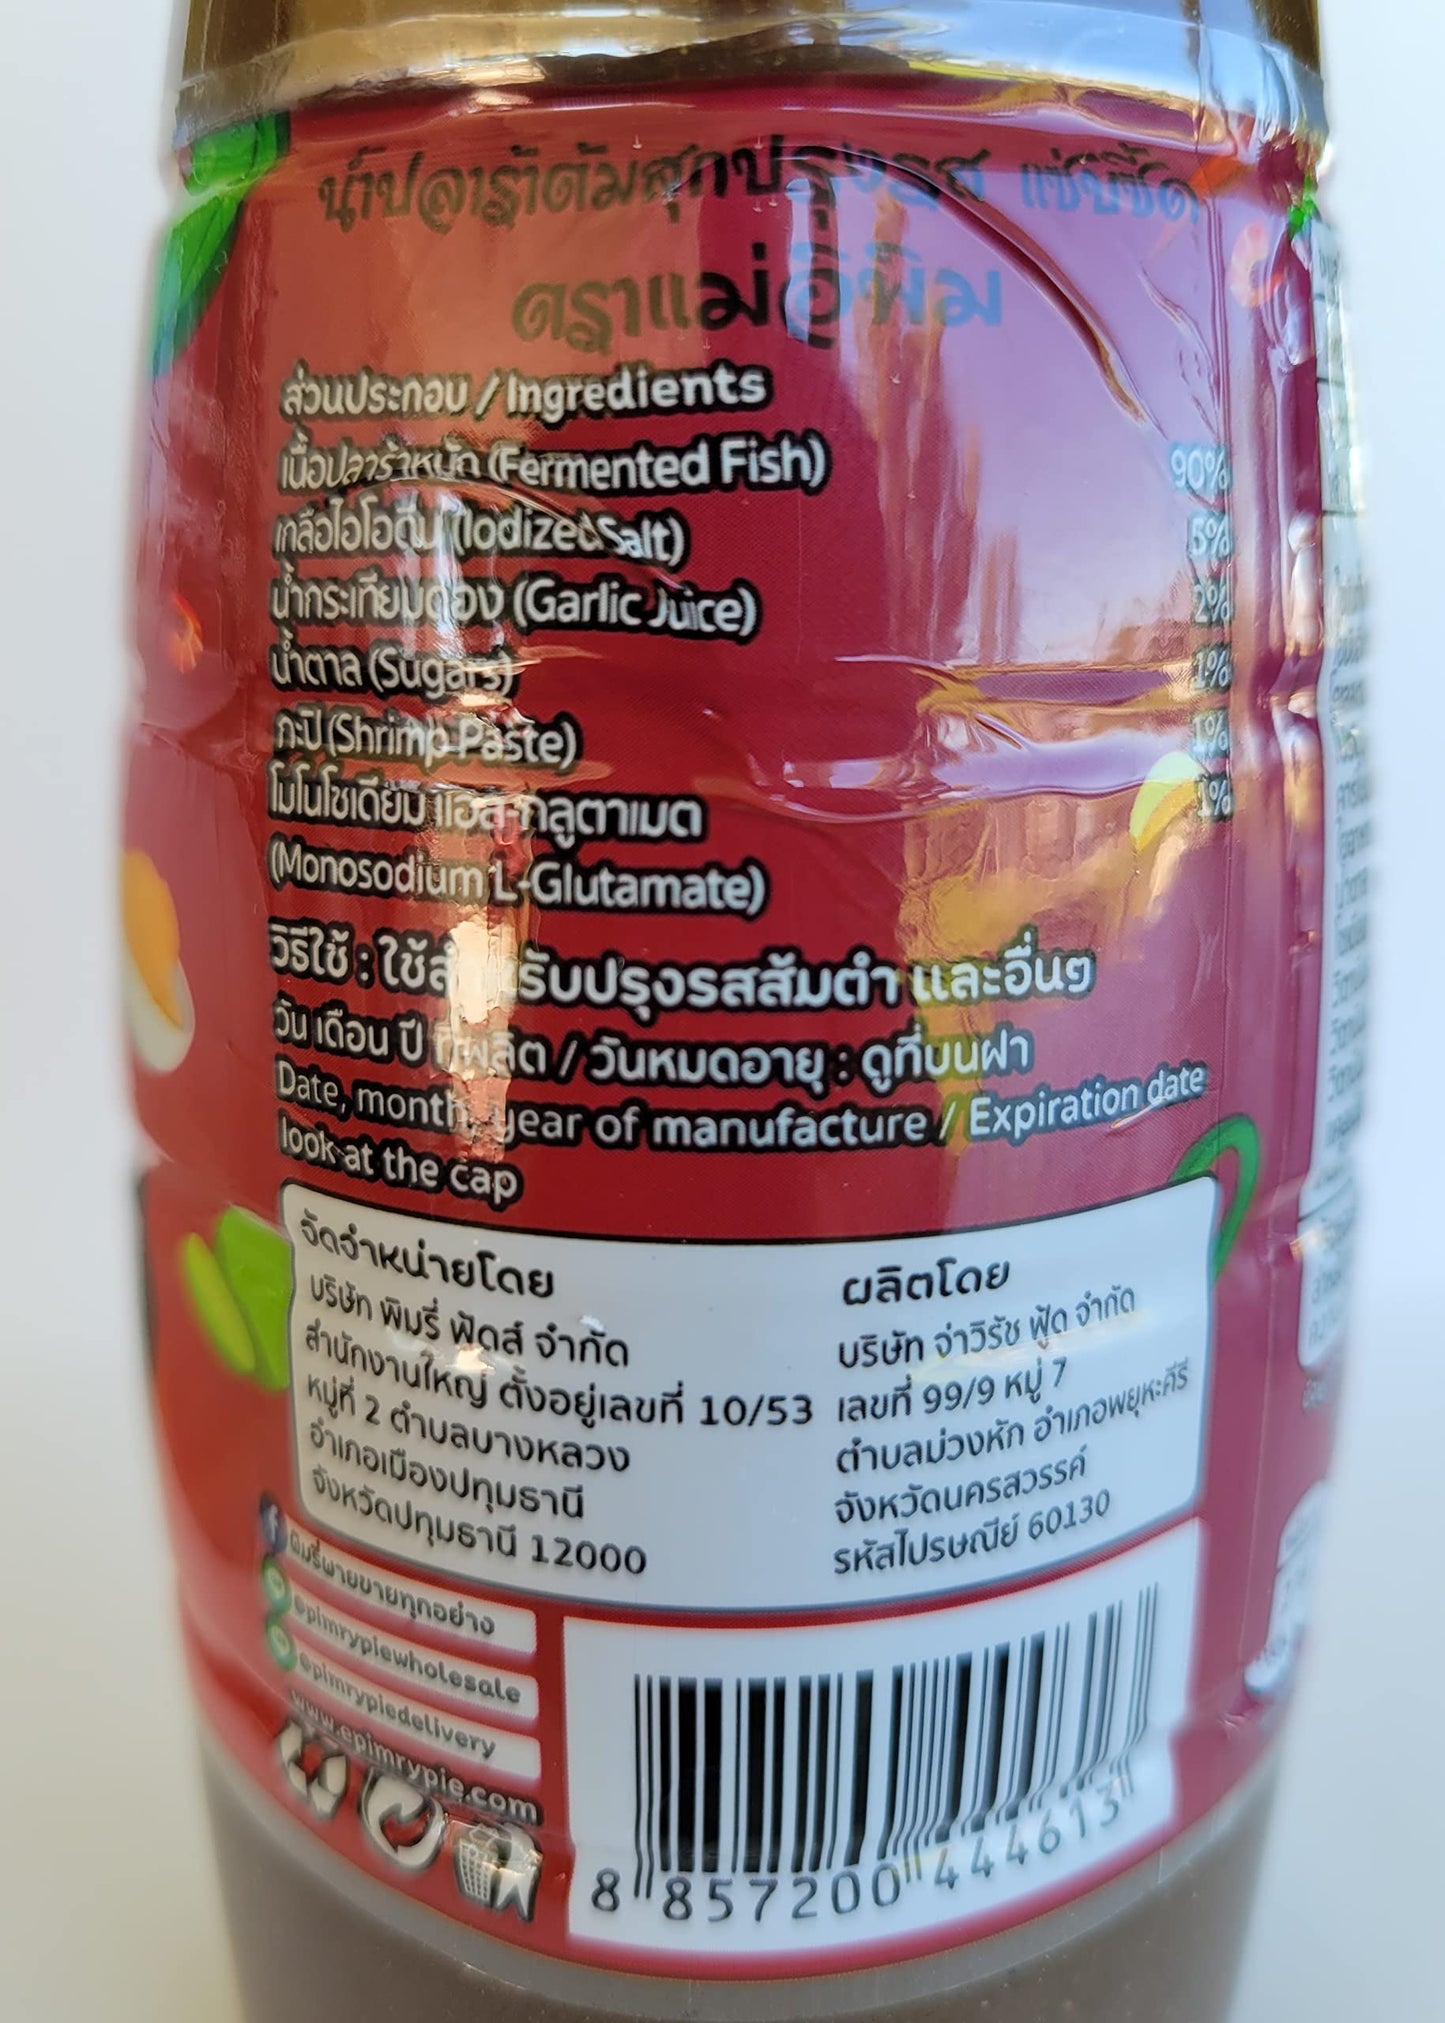 น้ำปลาร้าต้มสุกปรุงรส แซ่บซี๊ด
ตราแม่อีพิม
ส่วนประกอบ / Ingredients
เนื้อปลาร้าหมัก (Fermented Fish) 90%
เกลือไอโอดีน (Iodized Salt) 5%
น้ำกระเทียมดอง (Garlic Juice) 2%
น้ำตาล (Sugars) 1%
กะปิ (Shrimp Paste) 1%
โมโนโซเดียม แอล-กลูตาเมต 1%
(Monosodium L-Glutamate)
วิธีใช้ : ใช้สำหรับปรุงรสส้มตำ และอื่นๆ
วัน เดือน ปี ที่ผลิต / วันหมดอายุ : ดูที่บนฝา
Date, month, year of manufacture / Expiration date
look at the cap
จัดจำหน่ายโดย
บริษัท พิมรี่ ฟู้ดส์ จำกัด
สำนักงานใหญ่ ตั้งอยู่เลขที่ 10/53
หมู่ที่ 2 ตำบลบางหลวง
อำเภอเมืองปทุมธานี
จังหวัดปทุมธานี 12000
ผลิตโดย
บริษัท จ่าวิรัช ฟู้ด จำกัด
เลขที่ 99/9 หมู่ 7
ตำบลม่วงหัก อำเภอพยุหะคีรี
จังหวัดนครสวรรค์
รหัสไปรษณีย์ 60130
พิมรี่พายขายทุกอย่าง
@pimrypiewholesale
@pimrypiedelivery
www.epimrypie.com
8 857200 444613